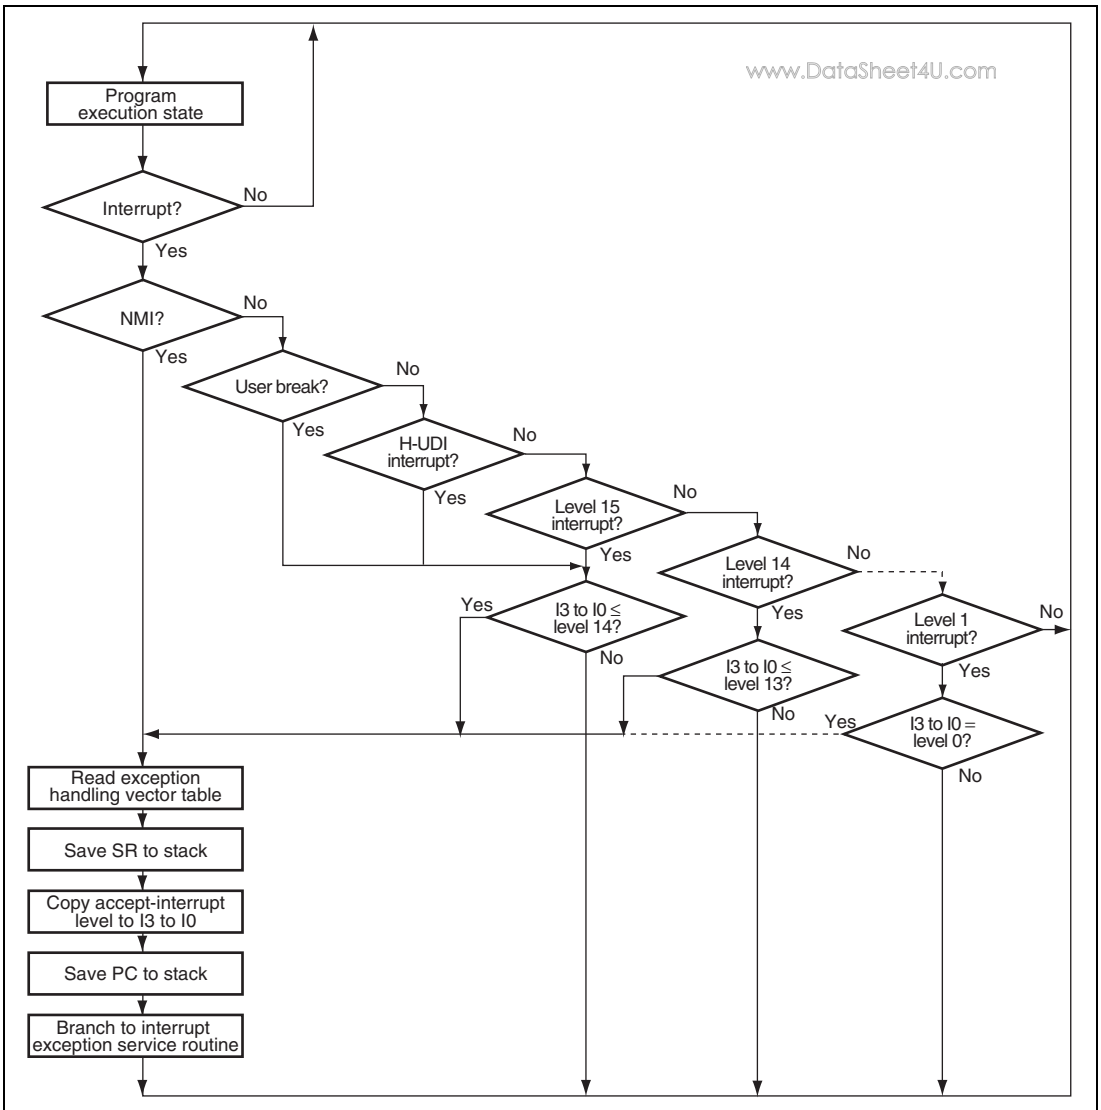 www.DataSheet4U.com
Program
execution state
Interrupt?
No
Yes
NMI?
No
Yes
User break?
No
Yes
H-UDI
interrupt?
No
Yes
Level 15
interrupt?
No
Yes
Level 14
interrupt?
No
Yes
Level 1
interrupt?
No
Yes
I3 to I0 ≤
level 14?
Yes
No
I3 to I0 ≤
level 13?
No
Yes
I3 to I0 =
level 0?
No
Read exception
handling vector table
Save SR to stack
Copy accept-interrupt
level to I3 to I0
Save PC to stack
Branch to interrupt
exception service routine